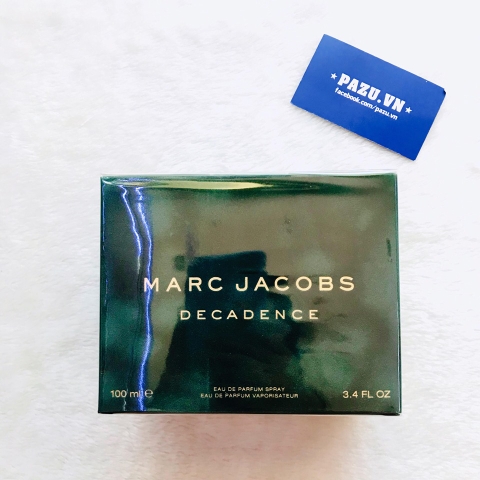 ★ PAZU.VN ★
facebook.com/pazu.vn
MARC JACOBS
DECADENCE
EAU DE PARFUM SPRAY
EAU DE PARFUM VAPORISATEUR
100 ml ℮ 3.4 FL OZ